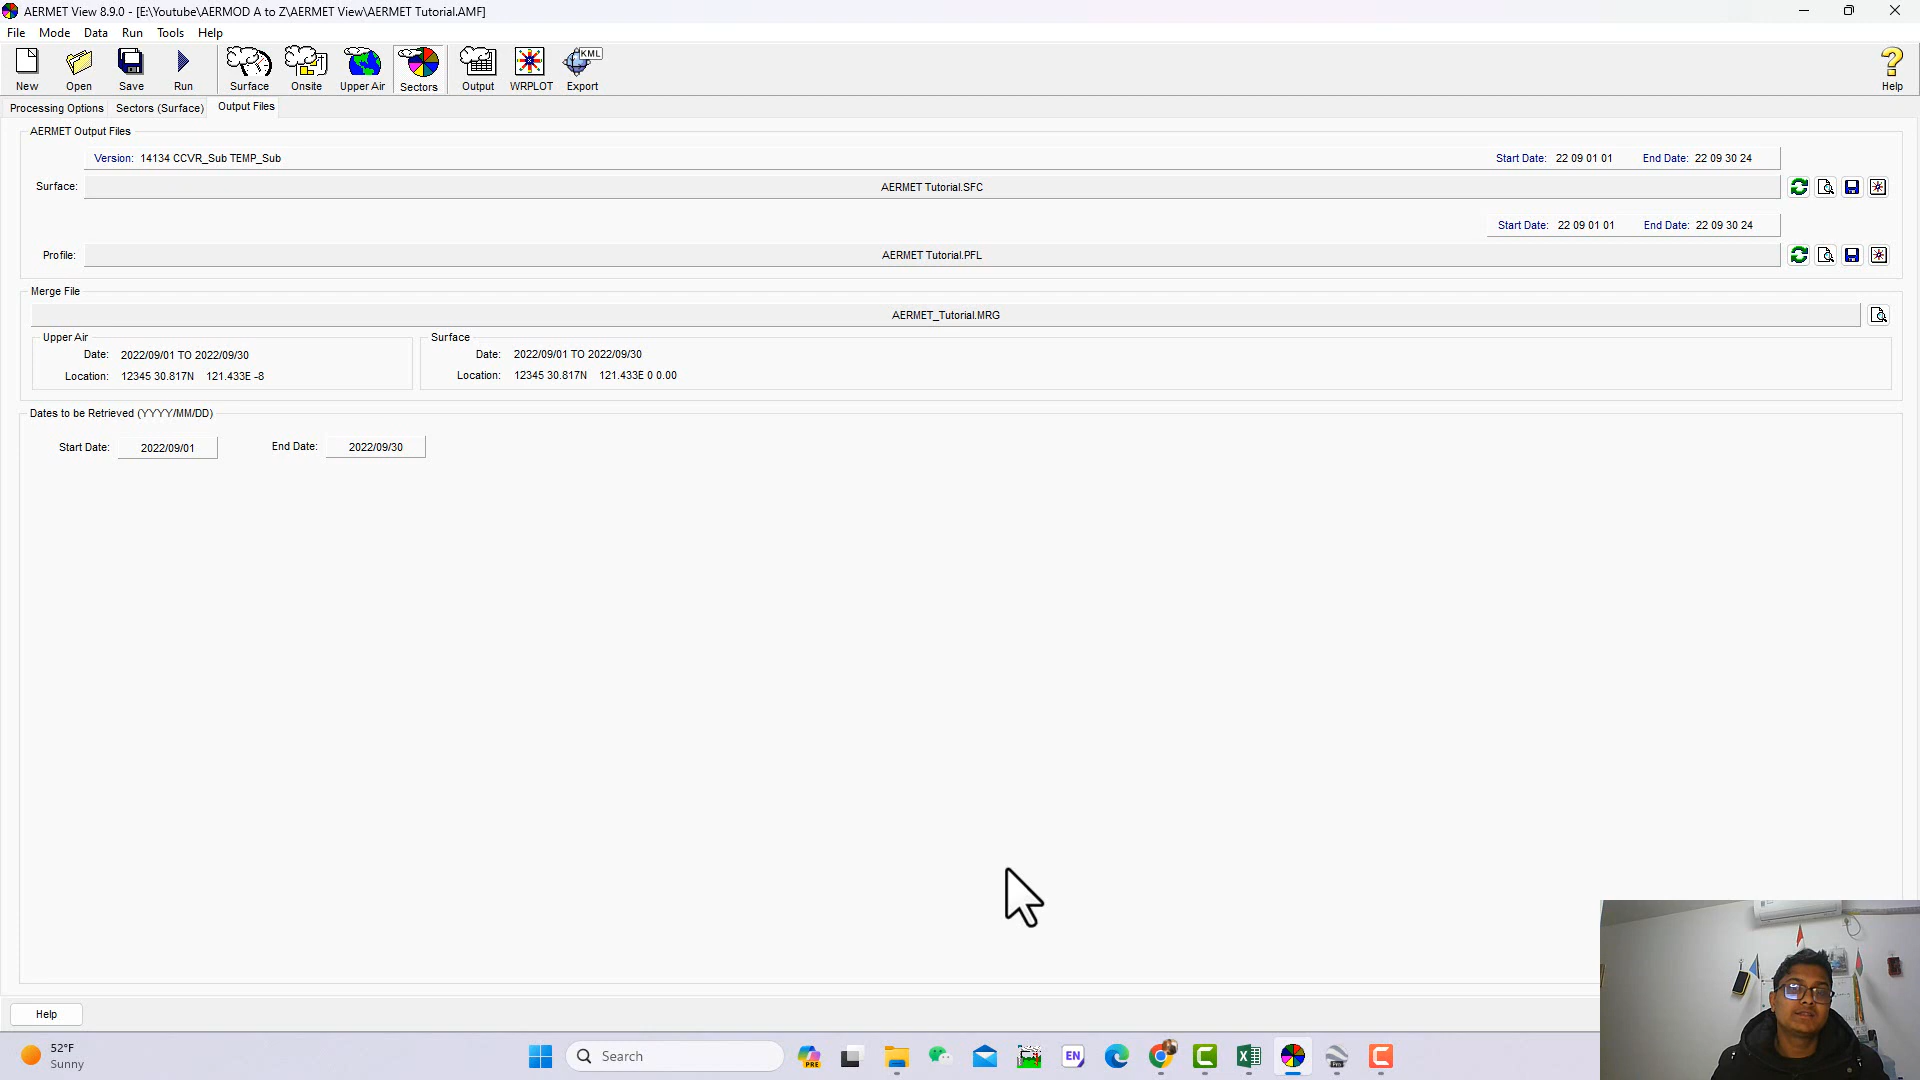 AERMET View 8.9.0 - [E:\Youtube\AERMOD A to Z\AERMET View\AERMET Tutorial.AMF]
File Mode Data Run Tools Help
New Open Save Run Surface Onsite Upper Air Sectors Output WRPLOT KML Export Help
Processing Options Sectors (Surface) Output Files
AERMET Output Files
Version: 14134 CCVR_Sub TEMP_Sub Start Date: 22 09 01 01 End Date: 22 09 30 24
Surface: AERMET Tutorial.SFC
Start Date: 22 09 01 01 End Date: 22 09 30 24
Profile: AERMET Tutorial.PFL
Merge File
AERMET_Tutorial.MRG
Upper Air Surface
Date: 2022/09/01 TO 2022/09/30 Date: 2022/09/01 TO 2022/09/30
Location: 12345 30.817N 121.433E -8 Location: 12345 30.817N 121.433E 0 0.00
Dates to be Retrieved (YYYY/MM/DD)
Start Date: 2022/09/01 End Date: 2022/09/30
Help
52°F
Sunny
Search
PRE
EN